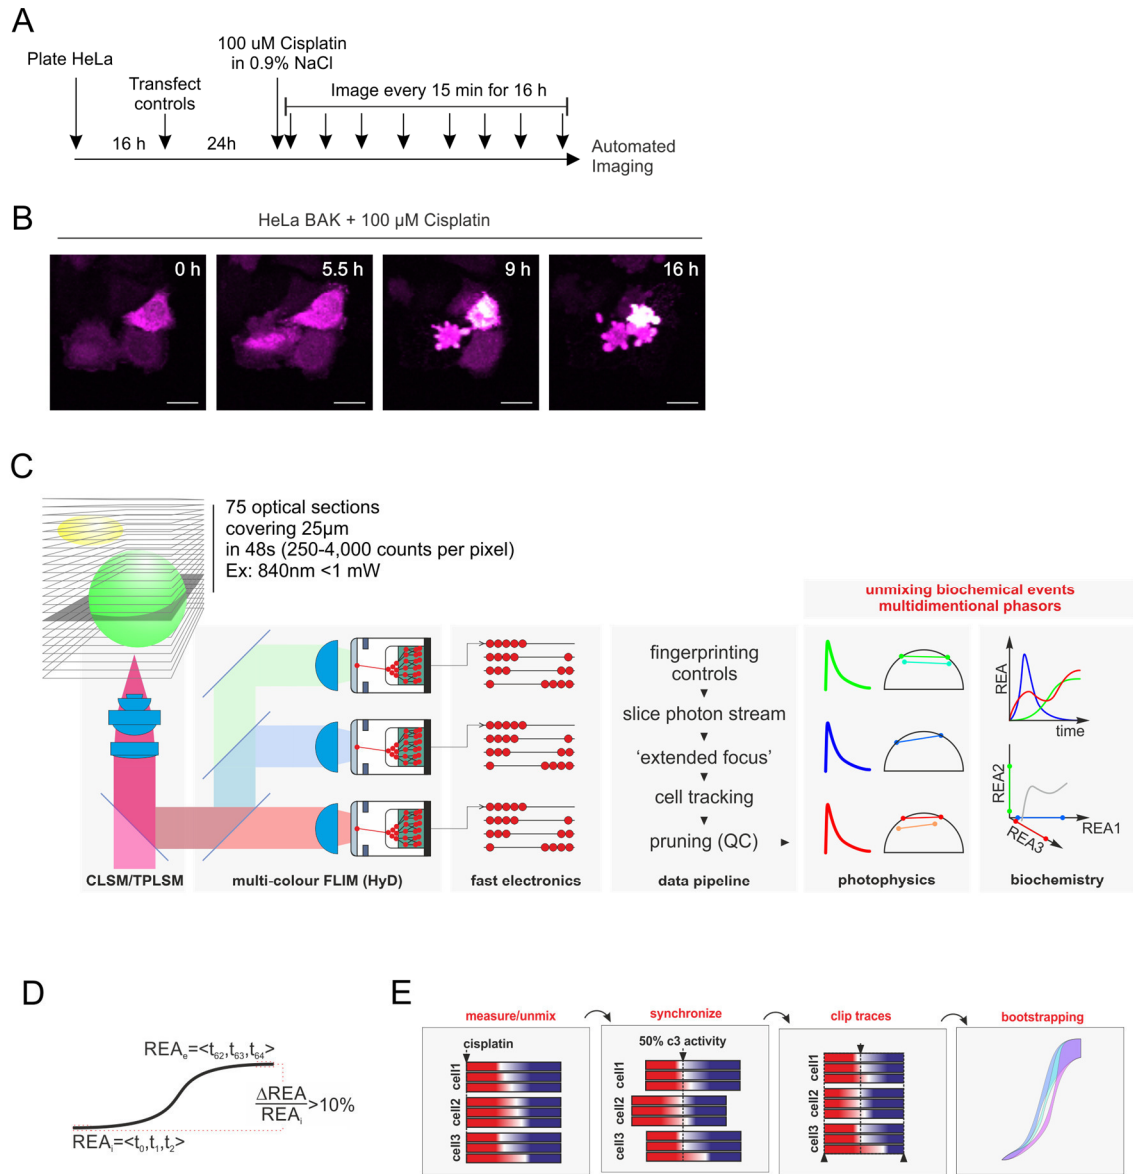 A
Plate HeLa
Transfect
controls
100 uM Cisplatin
in 0.9% NaCl
Image every 15 min for 16 h
16 h
24h
Automated
Imaging
B
HeLa BAK + 100 µM Cisplatin
0 h
5.5 h
9 h
16 h
C
75 optical sections
covering 25µm
in 48s (250-4,000 counts per pixel)
Ex: 840nm <1 mW
unmixing biochemical events
multidimentional phasors
fingerprinting
controls
slice photon stream
'extended focus'
cell tracking
pruning (QC)
REA
time
REA2
REA1
REA3
CLSM/TPLSM
multi-colour FLIM (HyD)
fast electronics
data pipeline
photophysics
biochemistry
D
REAe=<t62,t63,t64>
ΔREA
REAi
>10%
REAi=<t0,t1,t2>
E
measure/unmix
synchronize
clip traces
bootstrapping
cisplatin
cell1
cell2
cell3
50% c3 activity
cell1
cell2
cell3
cell1
cell2
cell3